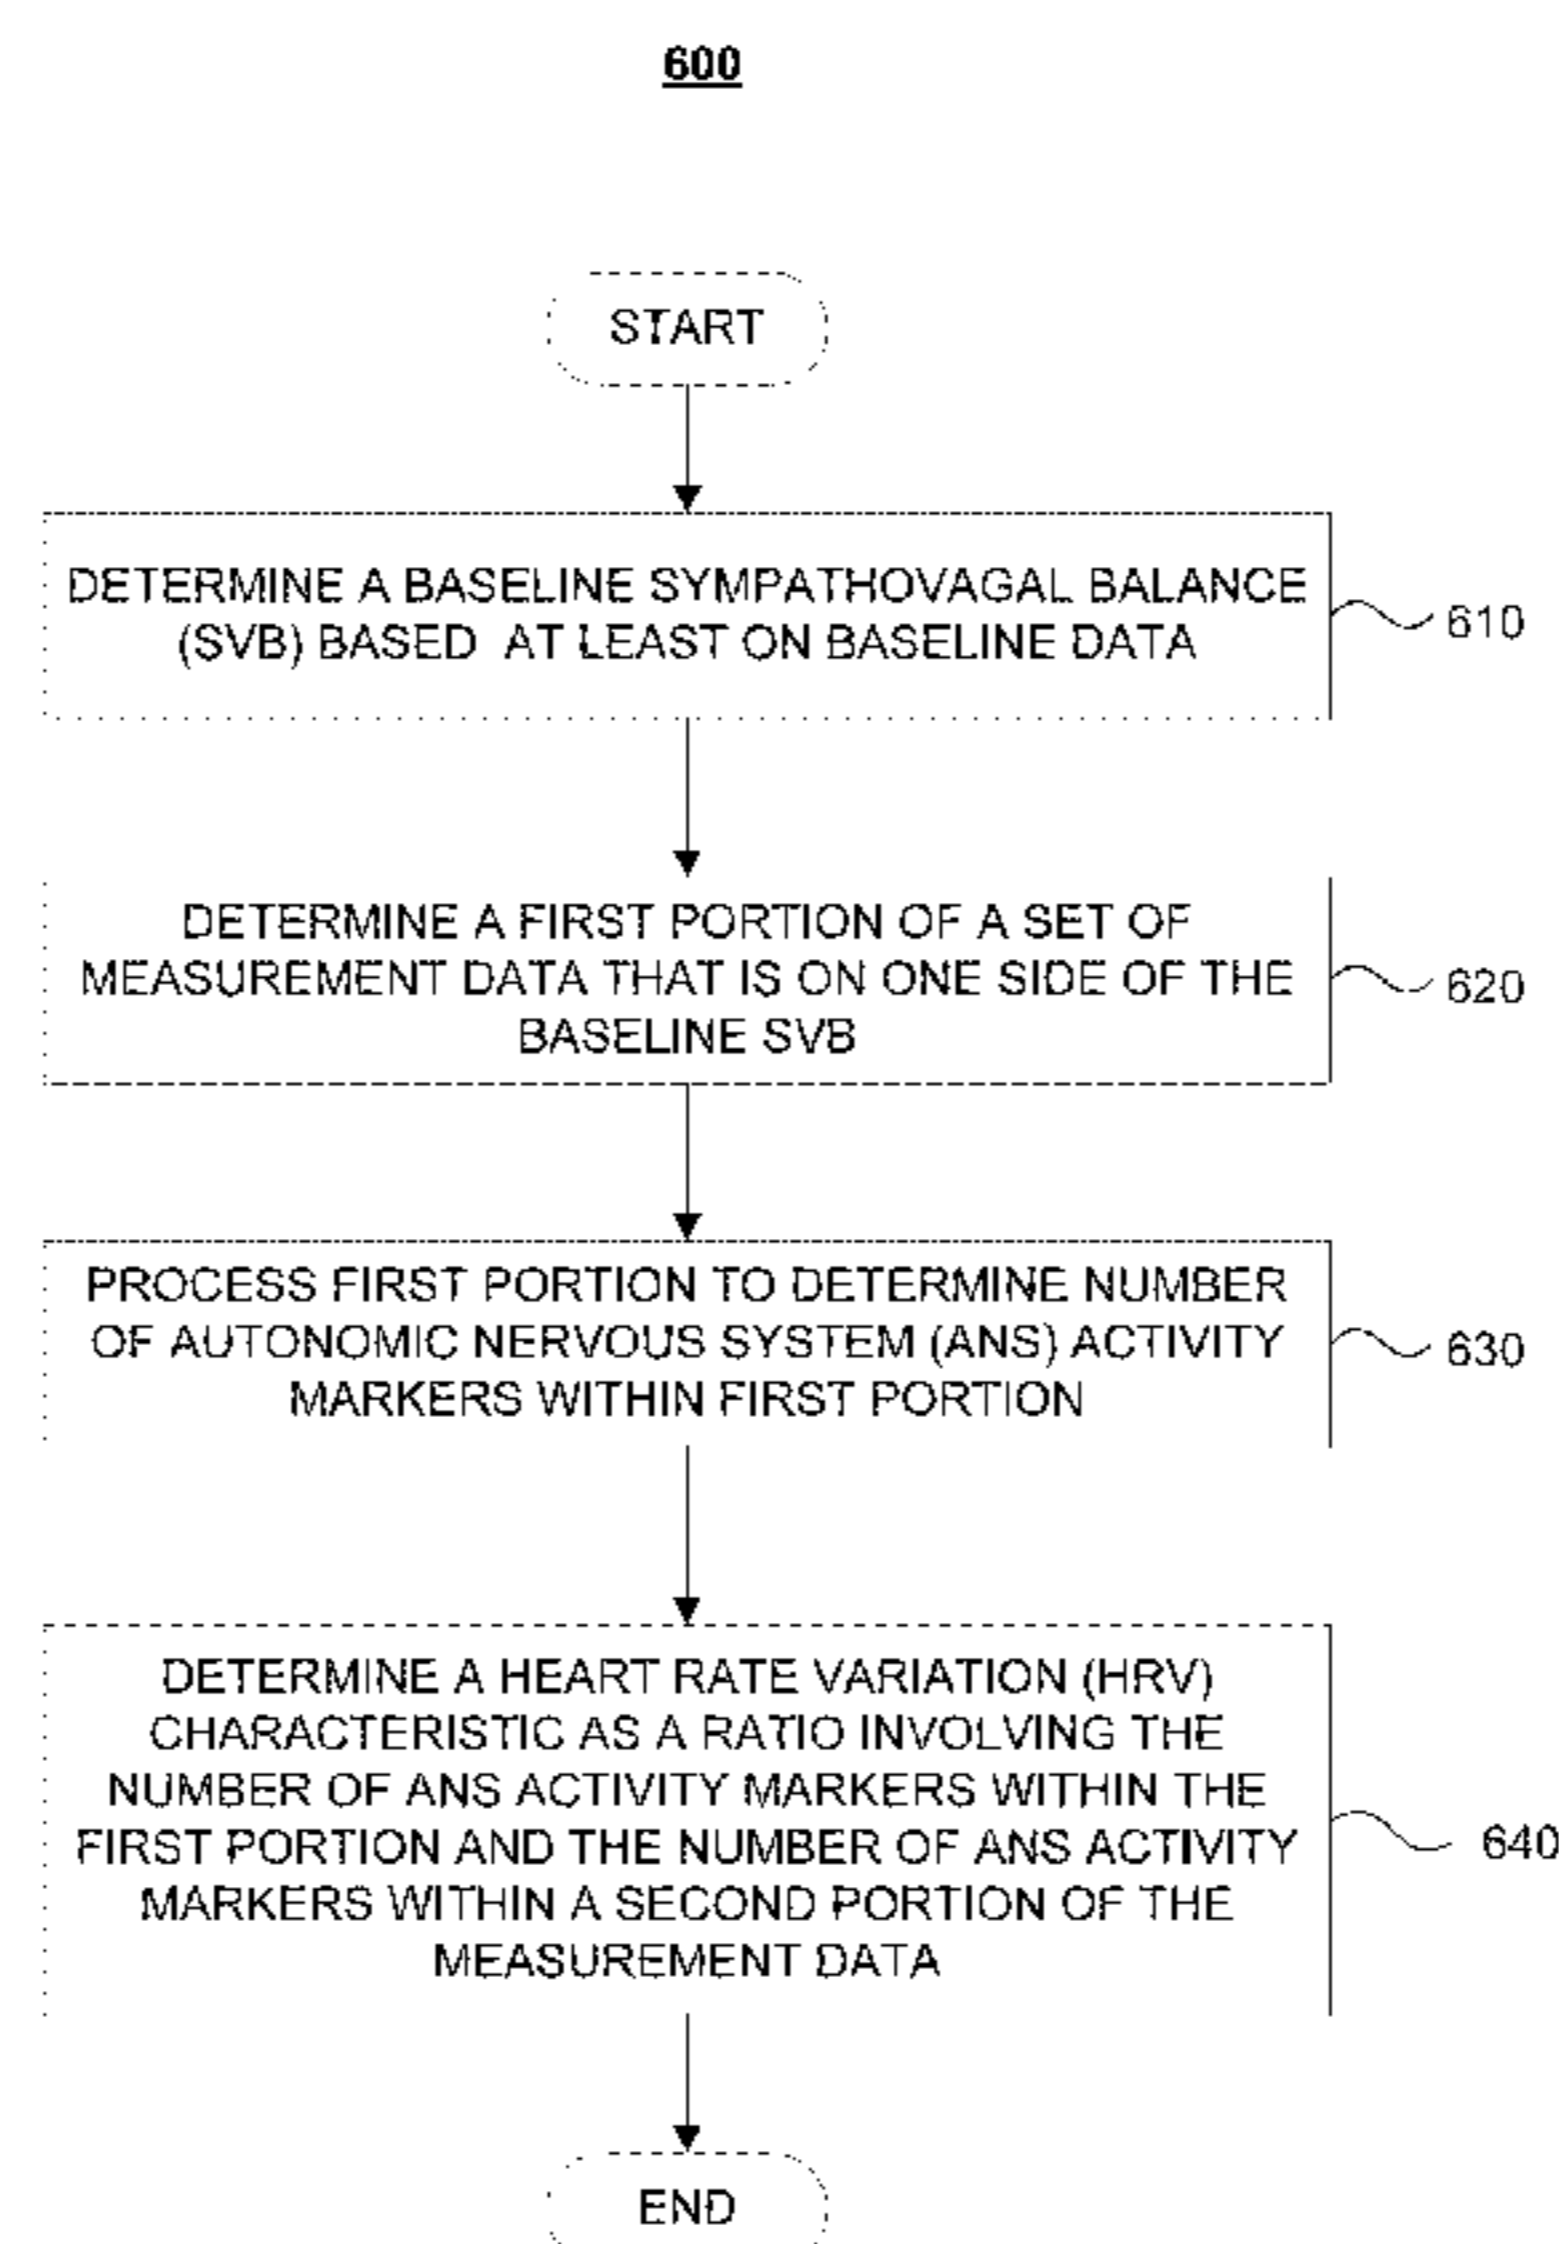 600
START
DETERMINE A BASELINE SYMPATHOVAGAL BALANCE
(SVB) BASED AT LEAST ON BASELINE DATA
610
DETERMINE A FIRST PORTION OF A SET OF
MEASUREMENT DATA THAT IS ON ONE SIDE OF THE
BASELINE SVB
620
PROCESS FIRST PORTION TO DETERMINE NUMBER
OF AUTONOMIC NERVOUS SYSTEM (ANS) ACTIVITY
MARKERS WITHIN FIRST PORTION
630
DETERMINE A HEART RATE VARIATION (HRV)
CHARACTERISTIC AS A RATIO INVOLVING THE
NUMBER OF ANS ACTIVITY MARKERS WITHIN THE
FIRST PORTION AND THE NUMBER OF ANS ACTIVITY
MARKERS WITHIN A SECOND PORTION OF THE
MEASUREMENT DATA
640
END